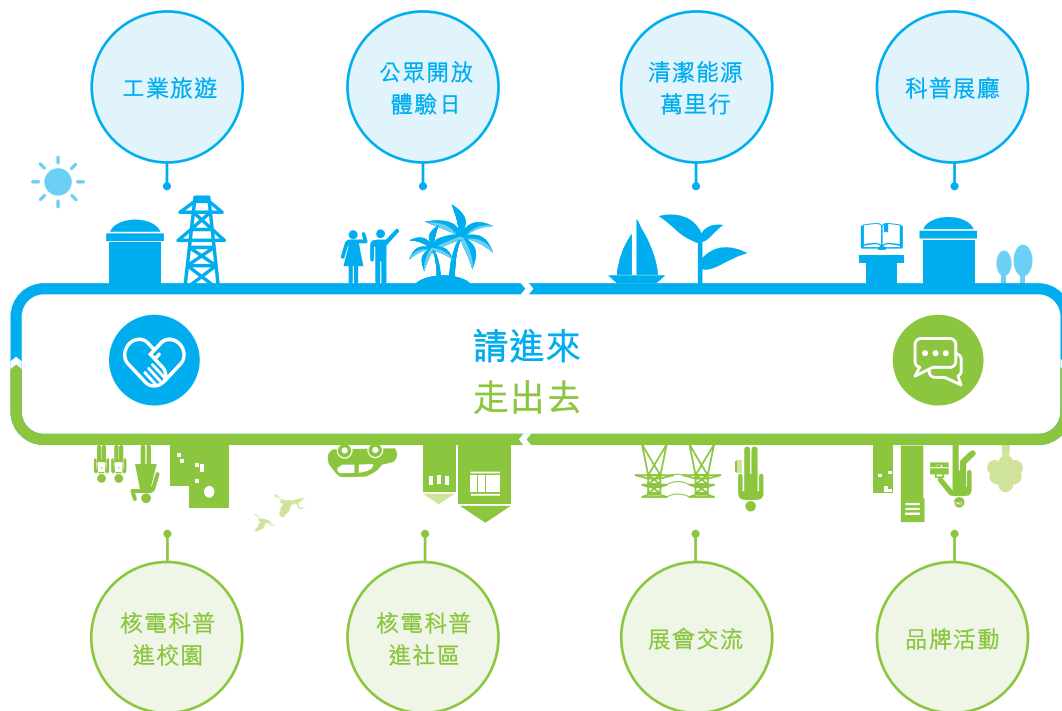 工業旅遊
公眾開放
體驗日
清潔能源
萬里行
科普展廳
請進來
走出去
核電科普
進校園
核電科普
進社區
展會交流
品牌活動